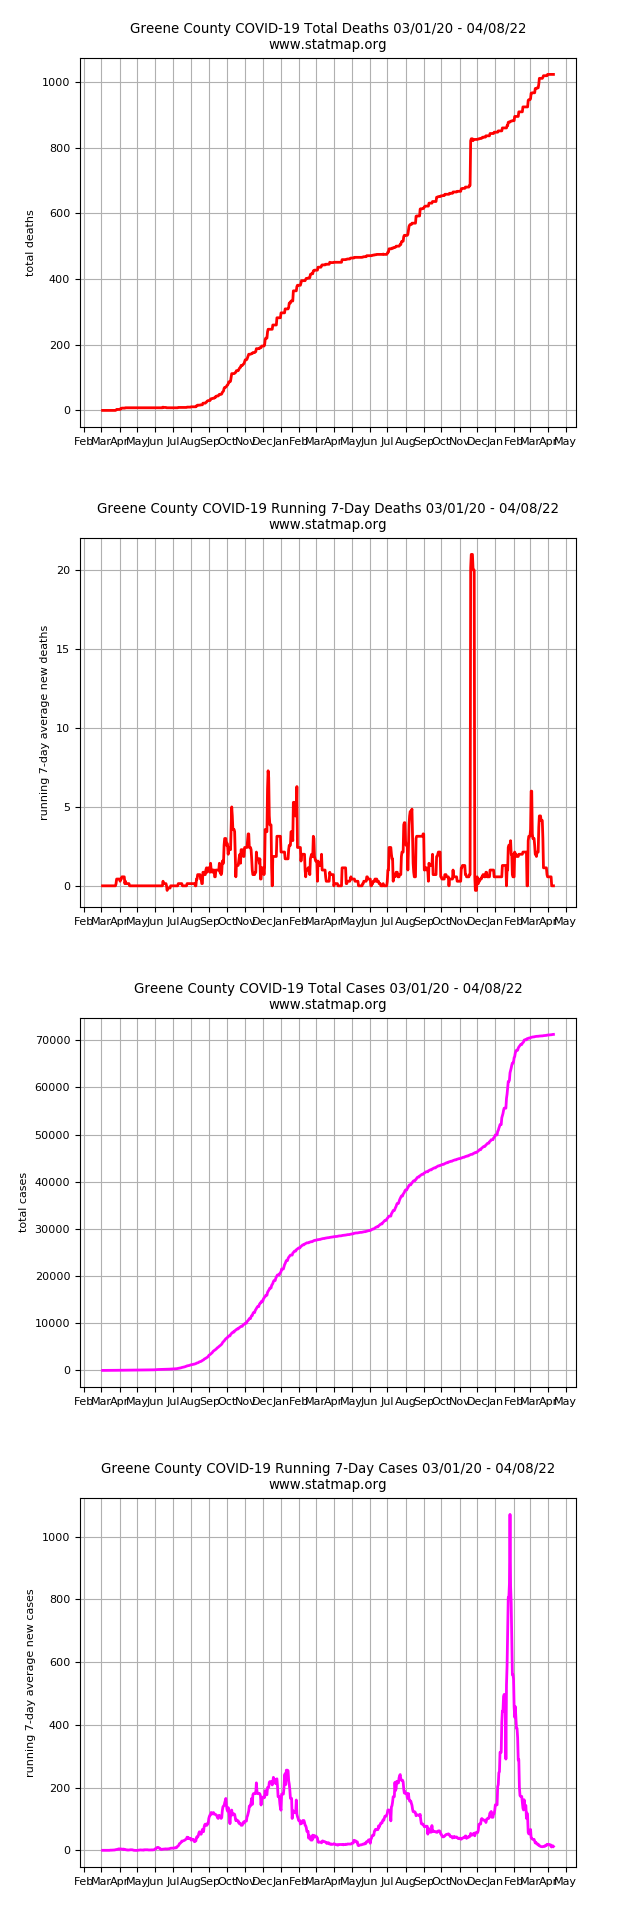 Greene County COVID-19 Total Deaths 03/01/20 - 04/08/22
www.statmap.org
total deaths
1000
800
600
400
200
0
Feb Mar Apr May Jun Jul Aug Sep Oct Nov Dec Jan Feb Mar Apr May Jun Jul Aug Sep Oct Nov Dec Jan Feb Mar Apr May
Greene County COVID-19 Running 7-Day Deaths 03/01/20 - 04/08/22
www.statmap.org
running 7-day average new deaths
20
15
10
5
0
Feb Mar Apr May Jun Jul Aug Sep Oct Nov Dec Jan Feb Mar Apr May Jun Jul Aug Sep Oct Nov Dec Jan Feb Mar Apr May
Greene County COVID-19 Total Cases 03/01/20 - 04/08/22
www.statmap.org
total cases
70000
60000
50000
40000
30000
20000
10000
0
Feb Mar Apr May Jun Jul Aug Sep Oct Nov Dec Jan Feb Mar Apr May Jun Jul Aug Sep Oct Nov Dec Jan Feb Mar Apr May
Greene County COVID-19 Running 7-Day Cases 03/01/20 - 04/08/22
www.statmap.org
running 7-day average new cases
1000
800
600
400
200
0
Feb Mar Apr May Jun Jul Aug Sep Oct Nov Dec Jan Feb Mar Apr May Jun Jul Aug Sep Oct Nov Dec Jan Feb Mar Apr May